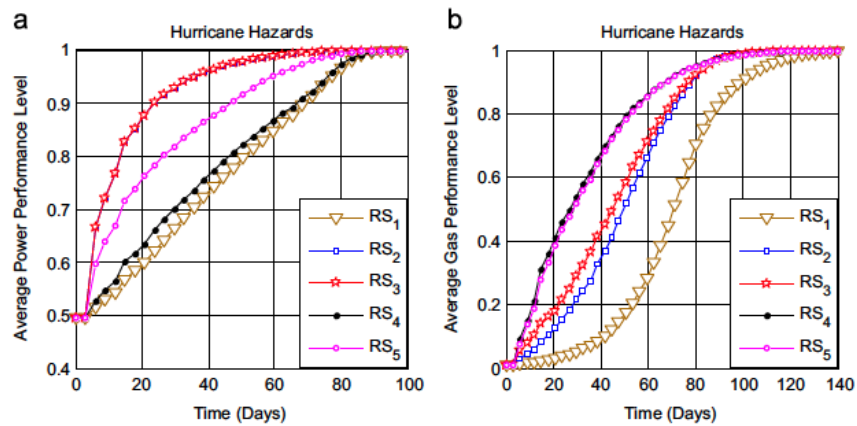 a
Hurricane Hazards
Average Power Performance Level
1
0.9
0.8
0.7
0.6
0.5
0.4
0 20 40 60 80 100
Time (Days)
RS1
RS2
RS3
RS4
RS5
b
Hurricane Hazards
Average Gas Performance Level
1
0.8
0.6
0.4
0.2
0
0 20 40 60 80 100 120 140
Time (Days)
RS1
RS2
RS3
RS4
RS5